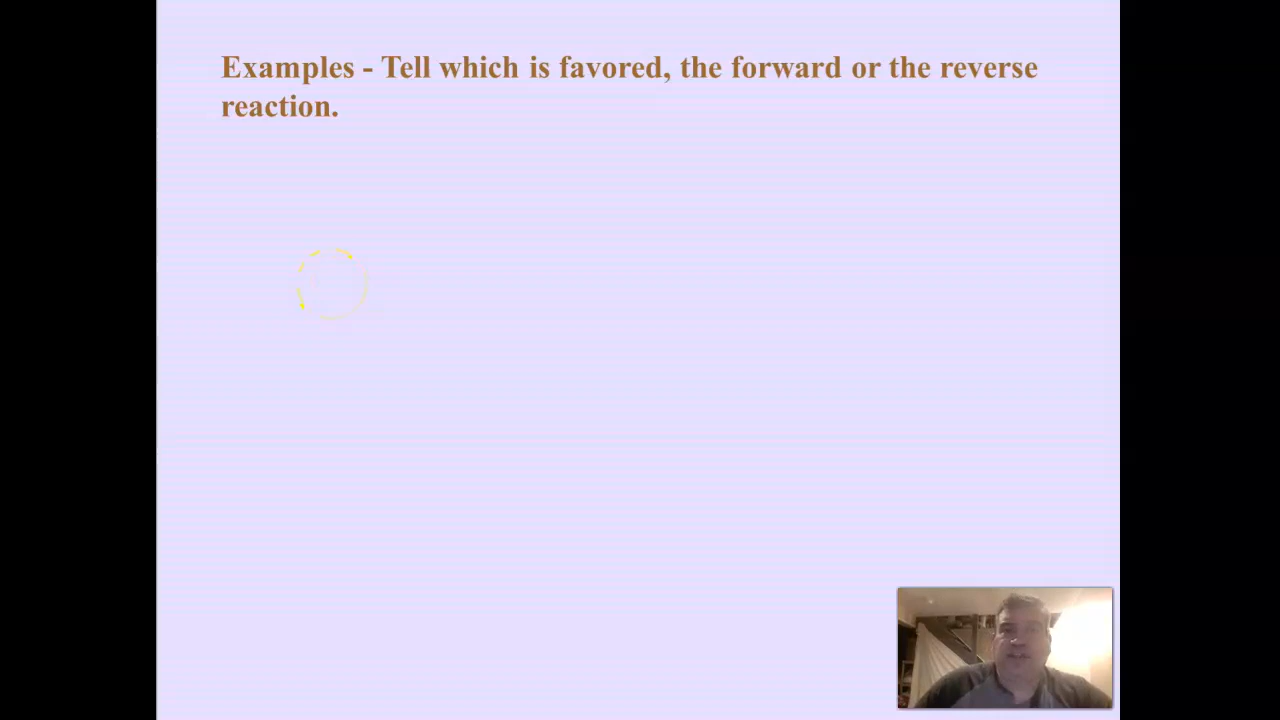 Examples - Tell which is favored, the forward or the reverse
reaction.